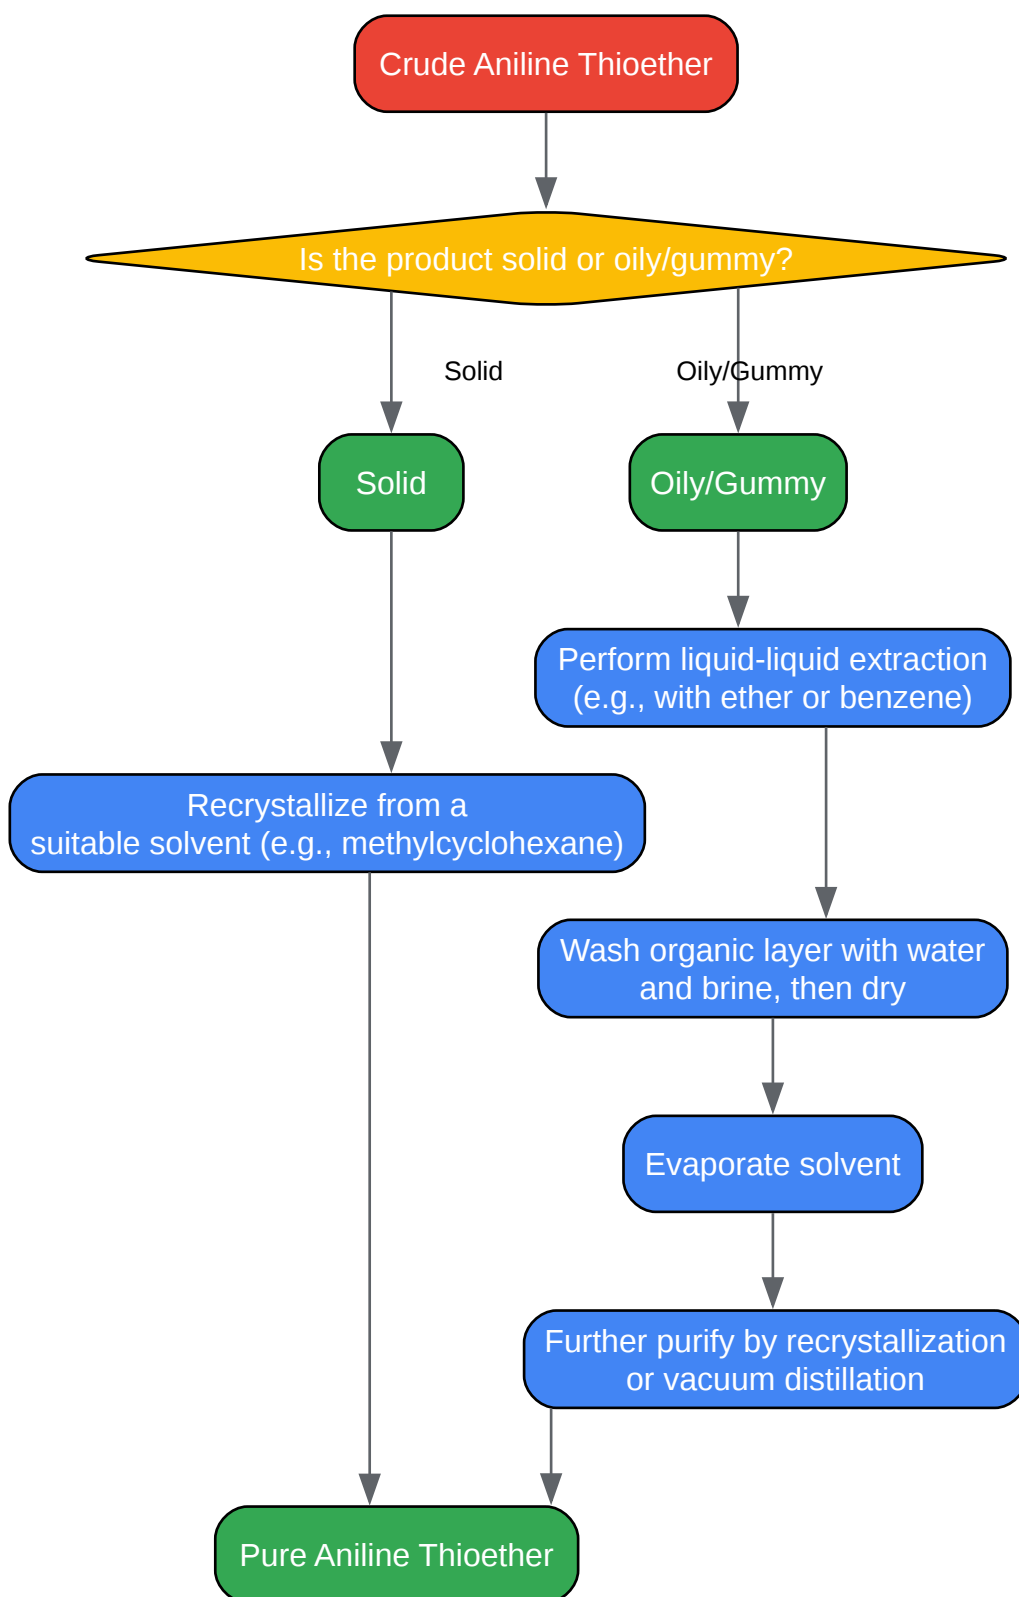 Crude Aniline Thioether
Is the product solid or oily/gummy?
Solid
Oily/Gummy
Solid
Oily/Gummy
Perform liquid-liquid extraction
(e.g., with ether or benzene)
Recrystallize from a
suitable solvent (e.g., methylcyclohexane)
Wash organic layer with water
and brine, then dry
Evaporate solvent
Further purify by recrystallization
or vacuum distillation
Pure Aniline Thioether